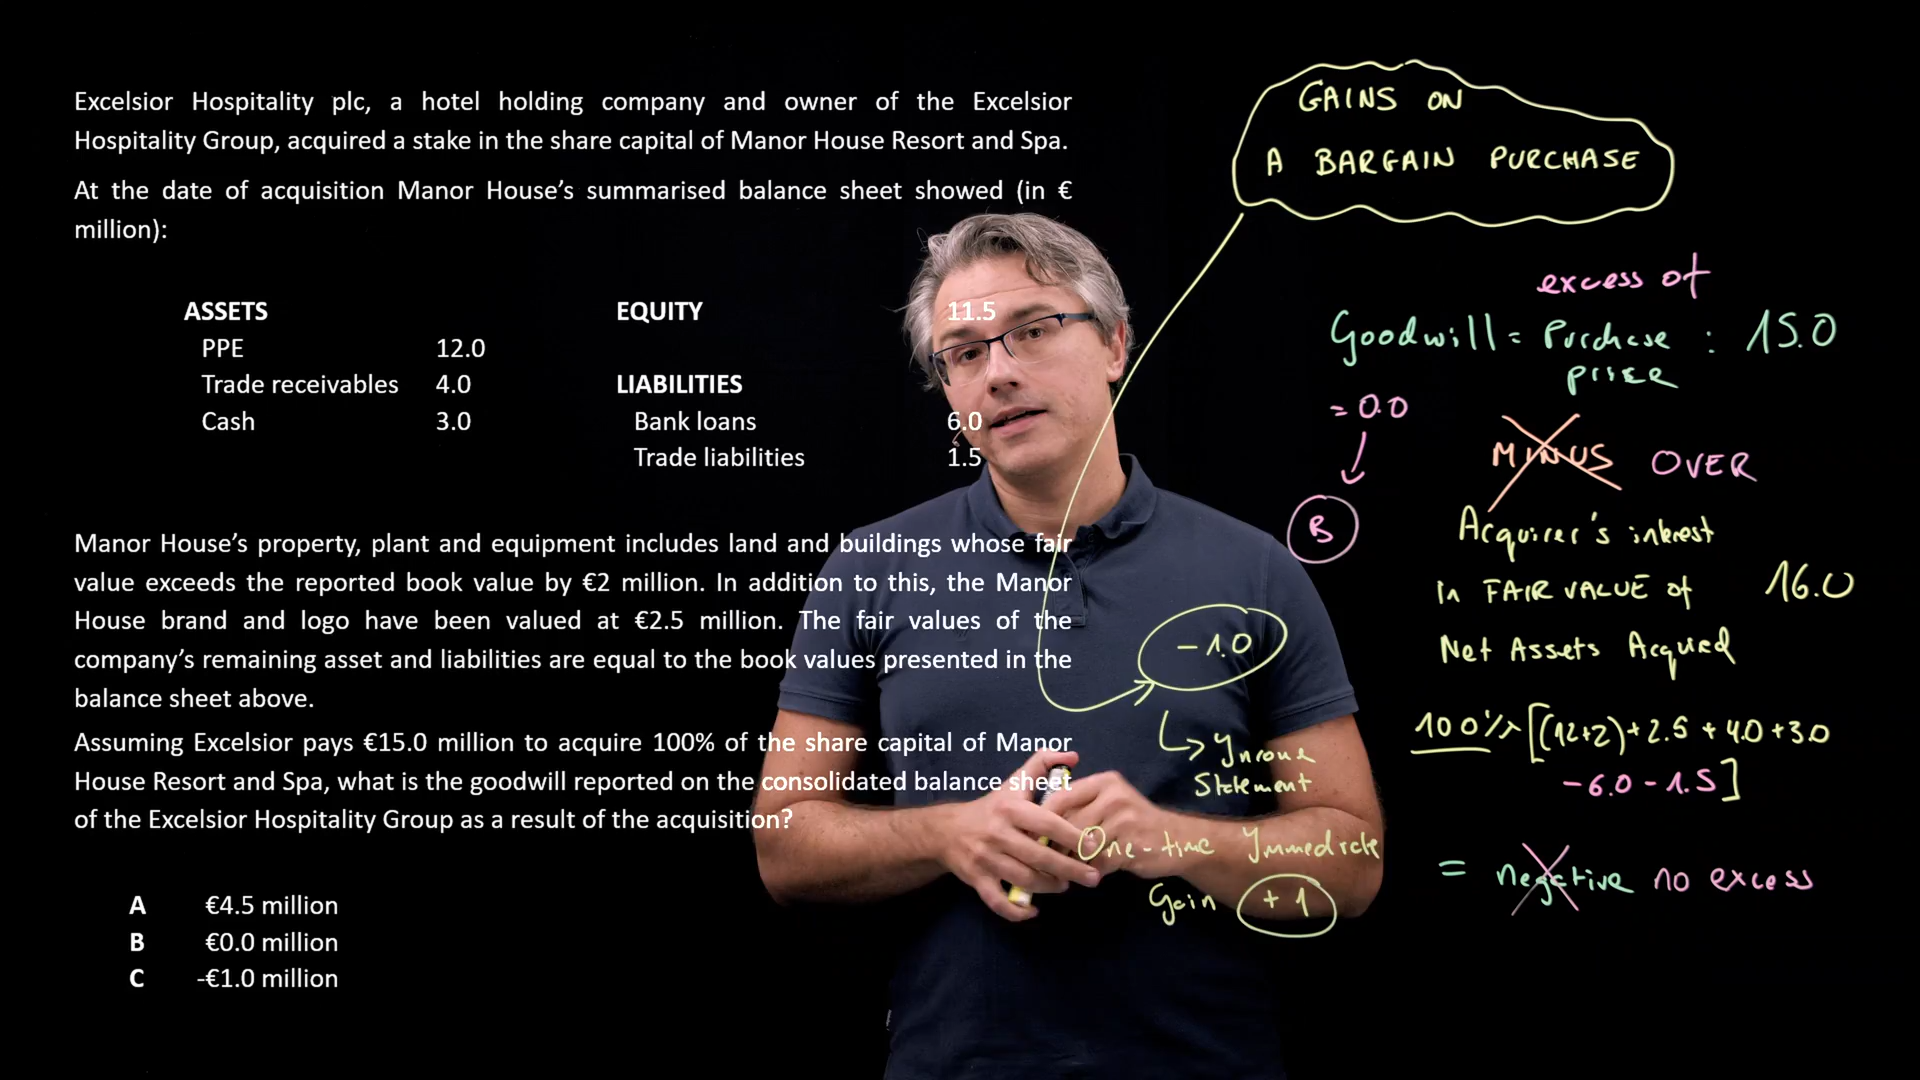 Excelsior Hospitality plc, a hotel holding company and owner of the Excelsior
Hospitality Group, acquired a stake in the share capital of Manor House Resort and Spa.
At the date of acquisition Manor House's summarised balance sheet showed (in €
million):
ASSETS EQUITY 11.5
PPE 12.0
Trade receivables 4.0 LIABILITIES
Cash 3.0 Bank loans 6.0
Trade liabilities 1.5
Manor House's property, plant and equipment includes land and buildings whose fair
value exceeds the reported book value by €2 million. In addition to this, the Manor
House brand and logo have been valued at €2.5 million. The fair values of the
company's remaining asset and liabilities are equal to the book values presented in the
balance sheet above.
Assuming Excelsior pays €15.0 million to acquire 100% of the share capital of Manor
House Resort and Spa, what is the goodwill reported on the consolidated balance sheet
of the Excelsior Hospitality Group as a result of the acquisition?
A €4.5 million
B €0.0 million
C -€1.0 million
GAINS ON
A BARGAIN PURCHASE
excess of
Goodwill = Purchase : 15.0
price
= 0.0
MINUS OVER
B
Acquirer's interest
in FAIR VALUE of 16.0
Net Assets Acquired
100% [(12+2)+2.5 + 4.0 + 3.0
- 6.0 - 1.5]
= negative no excess
- 1.0
Income
Statement
One-time Immediate
Gain + 1